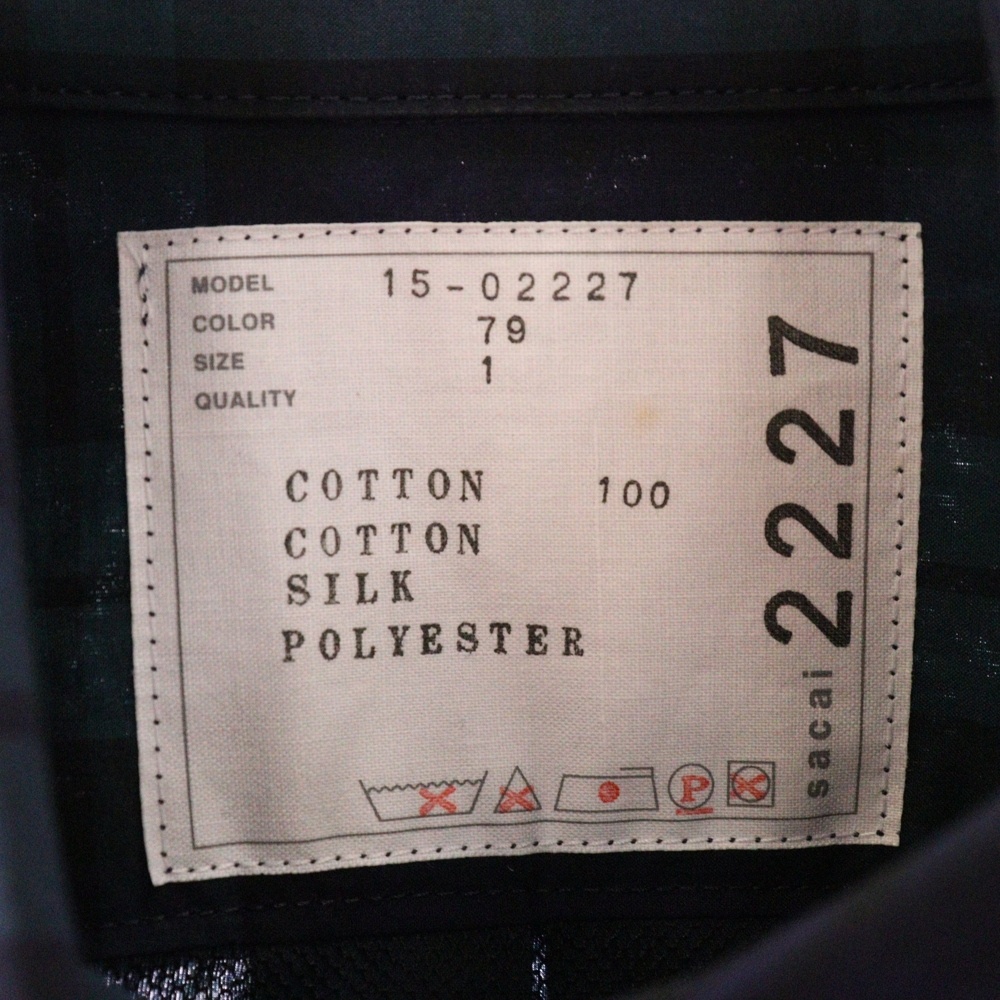 MODEL 15-02227
COLOR 79
SIZE 1
QUALITY
COTTON 100
COTTON
SILK
POLYESTER
P
sacai 2227